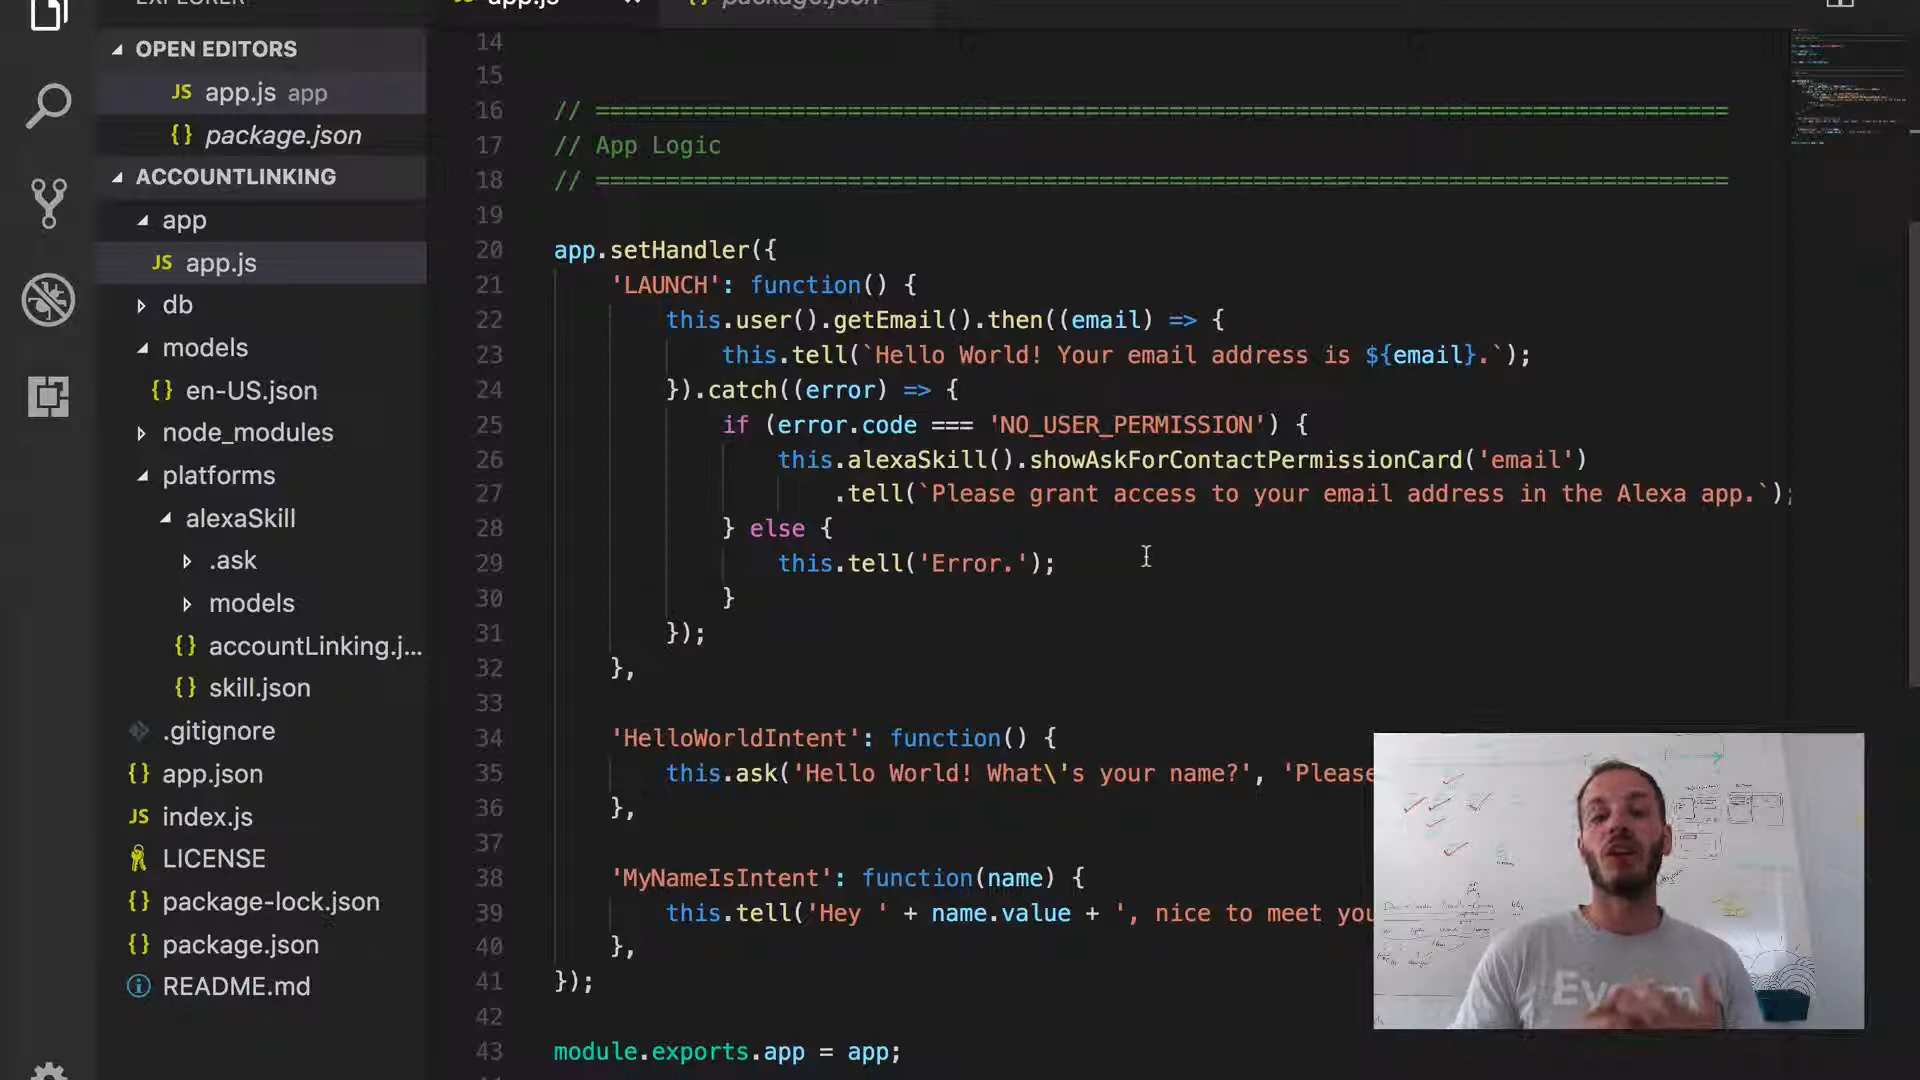 EXPLORER
OPEN EDITORS
JS app.js app
{} package.json
ACCOUNTLINKING
app
JS app.js
db
models
{} en-US.json
node_modules
platforms
alexaSkill
.ask
models
{} accountLinking.j...
{} skill.json
.gitignore
{} app.json
JS index.js
LICENSE
{} package-lock.json
{} package.json
README.md
app.js
{} package.json
14
15
16 // =================================================================================
17 // App Logic
18 // =================================================================================
19
20 app.setHandler({
21 'LAUNCH': function() {
22 this.user().getEmail().then((email) => {
23 this.tell(`Hello World! Your email address is ${email}.`);
24 }).catch((error) => {
25 if (error.code === 'NO_USER_PERMISSION') {
26 this.alexaSkill().showAskForContactPermissionCard('email')
27 .tell(`Please grant access to your email address in the Alexa app.`);
28 } else {
29 this.tell('Error.');
30 }
31 });
32 },
33
34 'HelloWorldIntent': function() {
35 this.ask('Hello World! What\'s your name?', 'Please
36 },
37
38 'MyNameIsIntent': function(name) {
39 this.tell('Hey ' + name.value + ', nice to meet you
40 },
41 });
42
43 module.exports.app = app;